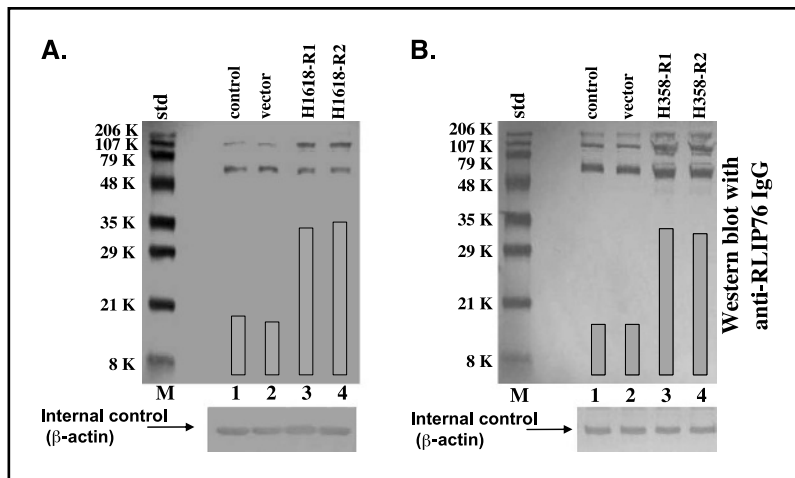 A.
std
control
vector
H1618-R1
H1618-R2
206 K
107 K
79 K
48 K
35 K
29 K
21 K
8 K
M 1 2 3 4
Internal control
(β-actin)
B.
std
control
vector
H358-R1
H358-R2
206 K
107 K
79 K
48 K
35 K
29 K
21 K
8 K
M 1 2 3 4
Internal control
(β-actin)
Western blot with
anti-RLIP76 IgG